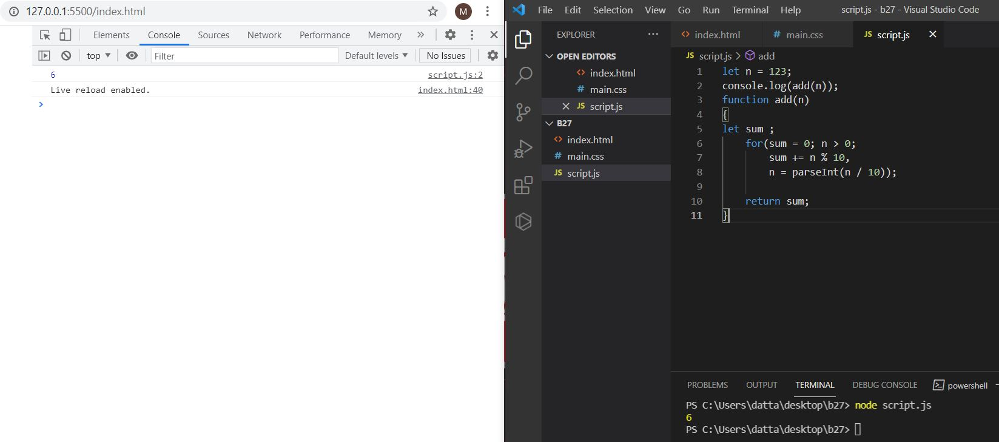 127.0.0.1:5500/index.html
M
Elements Console Sources Network Performance Memory »
top Filter Default levels No Issues
6 script.js:2
Live reload enabled. index.html:40
>
File Edit Selection View Go Run Terminal Help script.js - b27 - Visual Studio Code
EXPLORER ...
OPEN EDITORS
<> index.html
# main.css
JS script.js
B27
<> index.html
# main.css
JS script.js
<> index.html # main.css JS script.js
JS script.js > add
1 let n = 123;
2 console.log(add(n));
3 function add(n)
4 {
5 let sum ;
6 for(sum = 0; n > 0;
7 sum += n % 10,
8 n = parseInt(n / 10));
9
10 return sum;
11 }
PROBLEMS OUTPUT TERMINAL DEBUG CONSOLE powershell
PS C:\Users\datta\desktop\b27> node script.js
6
PS C:\Users\datta\desktop\b27>